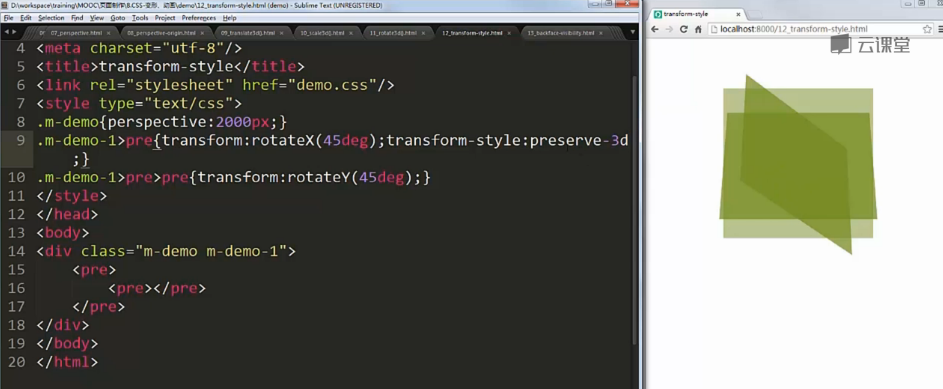 D:\workspace\training\MOOC\页面制作\8.CSS-变形、动画\demo\12_transform-style.html (demo) - Sublime Text (UNREGISTERED)
File Edit Selection Find View Goto Tool Project Preferences Help
07_perspective.html 08_perspective-origin.html 09_translate3d().html 10_scale3d().html 11_rotate3d().html 12_transform-style.html 13_backface-visibility.html
4 <meta charset="utf-8"/>
5 <title>transform-style</title>
6 <link rel="stylesheet" href="demo.css"/>
7 <style type="text/css">
8 .m-demo{perspective:2000px;}
9 .m-demo-1>pre{transform:rotateX(45deg);transform-style:preserve-3d
;}
10 .m-demo-1>pre>pre{transform:rotateY(45deg);}
11 </style>
12 </head>
13 <body>
14 <div class="m-demo m-demo-1">
15 <pre>
16 <pre></pre>
17 </pre>
18 </div>
19 </body>
20 </html>
transform-style
localhost:8000/12_transform-style.html
云课堂